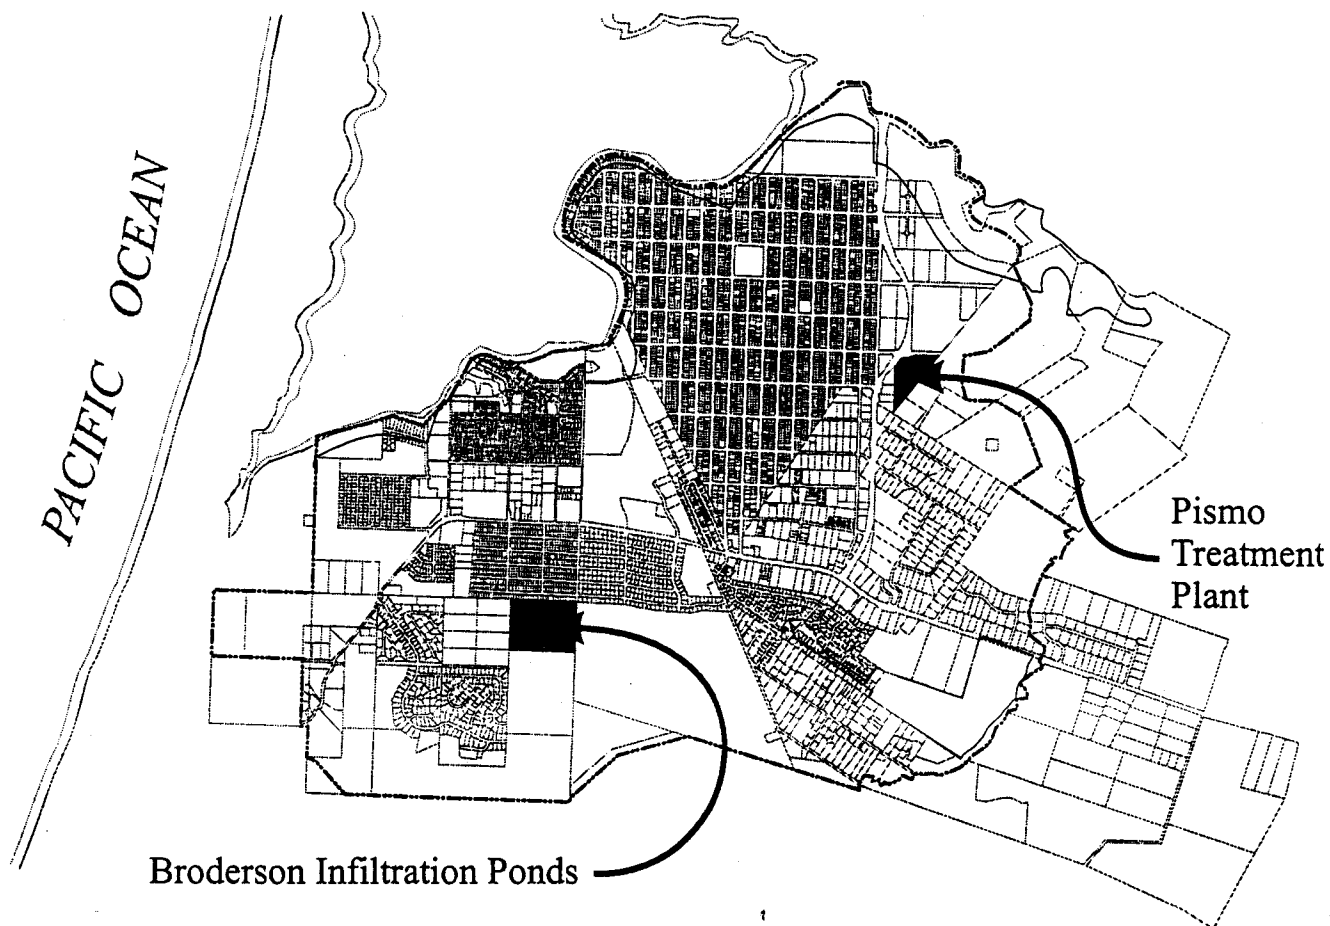 PACIFIC OCEAN
Pismo
Treatment
Plant
Broderson Infiltration Ponds